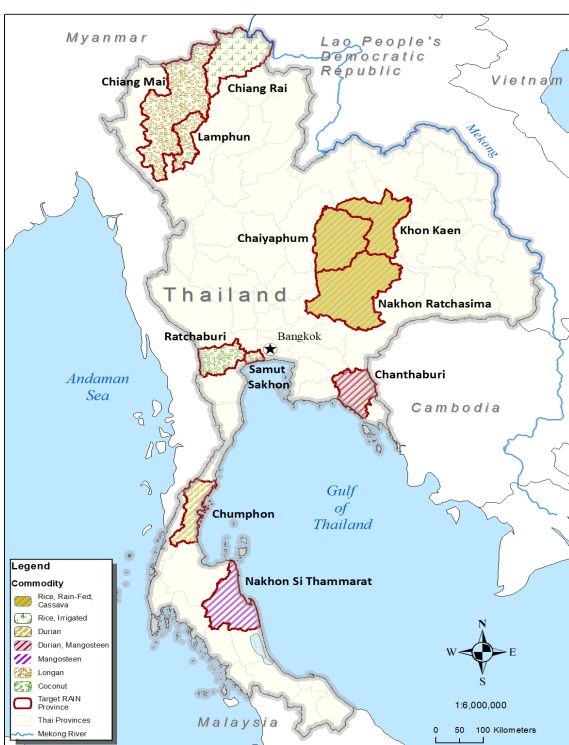 Myanmar
Lao People's
Democratic
Republic
Vietnam
Chiang Mai
Chiang Rai
Lamphun
Mekong
Chaiyaphum
Khon Kaen
Thailand
Nakhon Ratchasima
Ratchaburi
Bangkok
Samut
Sakhon
Chanthaburi
Andaman
Sea
Cambodia
Gulf
of
Thailand
Chumphon
Nakhon Si Thammarat
Legend
Commodity
Rice, Rain-Fed,
Cassava
Rice, Irrigated
Durian
Durian, Mangosteen
Mangosteen
Longan
Coconut
Target RAIN
Province
Thai Provinces
Mekong River
Malaysia
N
W E
S
1:6,000,000
0 50 100 Kilometers